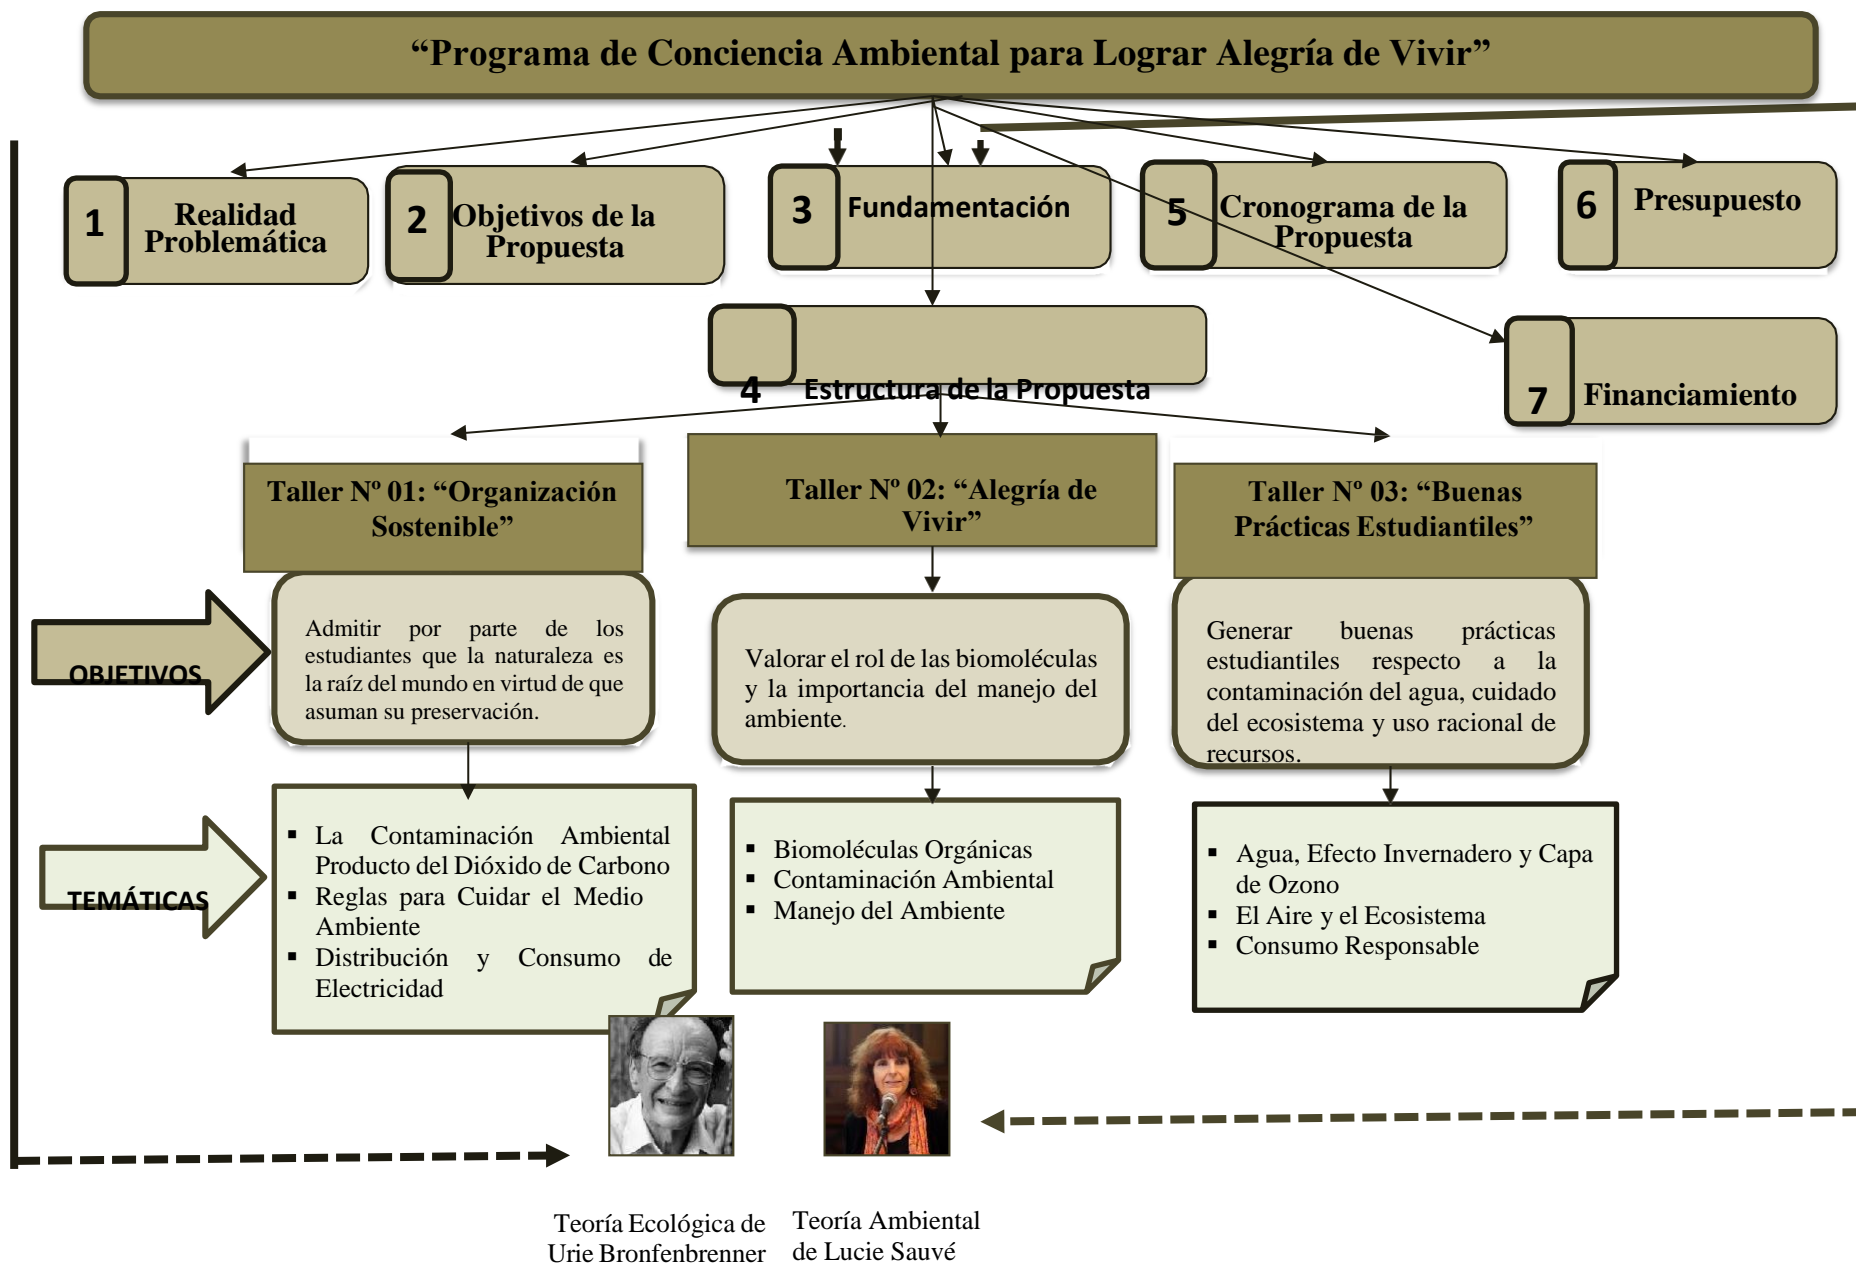 “Programa de Conciencia Ambiental para Lograr Alegría de Vivir”
1
Realidad
Problemática
2
Objetivos de la
Propuesta
3
Fundamentación
5
Cronograma de la
Propuesta
6
Presupuesto
4
Estructura de la Propuesta
7
Financiamiento
Taller Nº 01: “Organización
Sostenible”
Taller Nº 02: “Alegría de
Vivir”
Taller Nº 03: “Buenas
Prácticas Estudiantiles”
OBJETIVOS
Admitir por parte de los
estudiantes que la naturaleza es
la raíz del mundo en virtud de que
asuman su preservación.
Valorar el rol de las biomoléculas
y la importancia del manejo del
ambiente.
Generar buenas prácticas
estudiantiles respecto a la
contaminación del agua, cuidado
del ecosistema y uso racional de
recursos.
TEMÁTICAS
▪ La Contaminación Ambiental
Producto del Dióxido de Carbono
▪ Reglas para Cuidar el Medio
Ambiente
▪ Distribución y Consumo de
Electricidad
▪ Biomoléculas Orgánicas
▪ Contaminación Ambiental
▪ Manejo del Ambiente
▪ Agua, Efecto Invernadero y Capa
de Ozono
▪ El Aire y el Ecosistema
▪ Consumo Responsable
Teoría Ecológica de
Urie Bronfenbrenner
Teoría Ambiental
de Lucie Sauvé